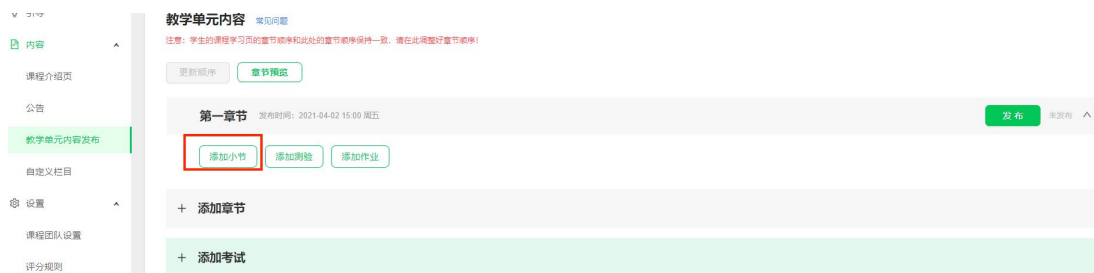 引导
内容
课程介绍页
公告
教学单元内容发布
自定义栏目
设置
课程团队设置
评分规则
教学单元内容 常见问题
注意：学生的课程学习页的章节顺序和此处的章节顺序保持一致，请在此调整好章节顺序！
更新顺序 章节预览
第一章节 发布时间：2021-04-02 15:00 周五 发布 未发布
添加小节 添加测验 添加作业
+ 添加章节
+ 添加考试